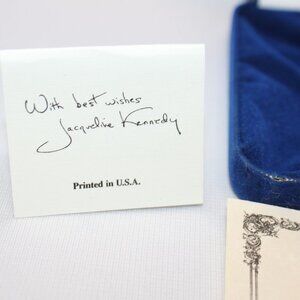 With best wishes
Jacqueline Kennedy
Printed in U.S.A.